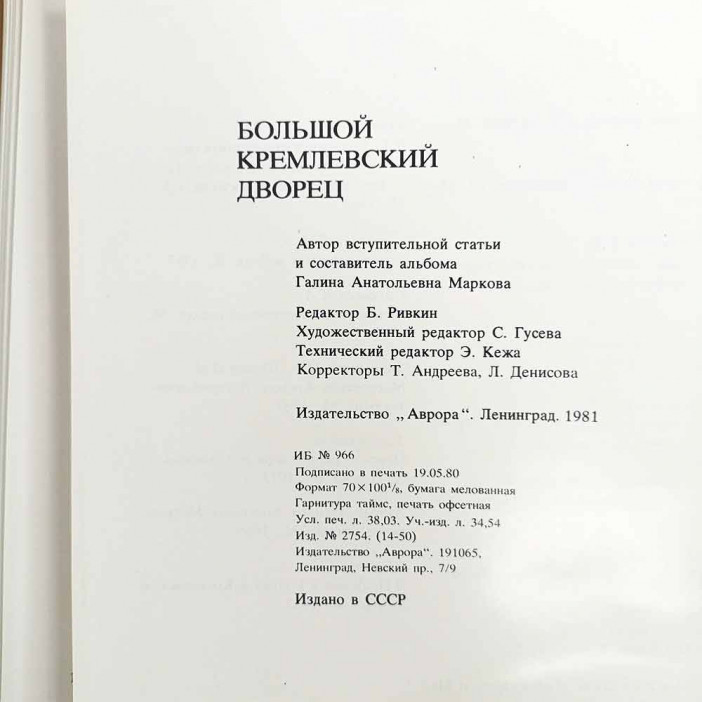 БОЛЬШОЙ
КРЕМЛЕВСКИЙ
ДВОРЕЦ
Автор вступительной статьи
и составитель альбома
Галина Анатольевна Маркова
Редактор Б. Ривкин
Художественный редактор С. Гусева
Технический редактор Э. Кежа
Корректоры Т. Андреева, Л. Денисова
Издательство „Аврора“. Ленинград. 1981
ИБ № 966
Подписано в печать 19.05.80
Формат 70×100¹/₈, бумага мелованная
Гарнитура таймс, печать офсетная
Усл. печ. л. 38,03. Уч.-изд. л. 34,54
Изд. № 2754. (14-50)
Издательство „Аврора“. 191065,
Ленинград, Невский пр., 7/9
Издано в СССР